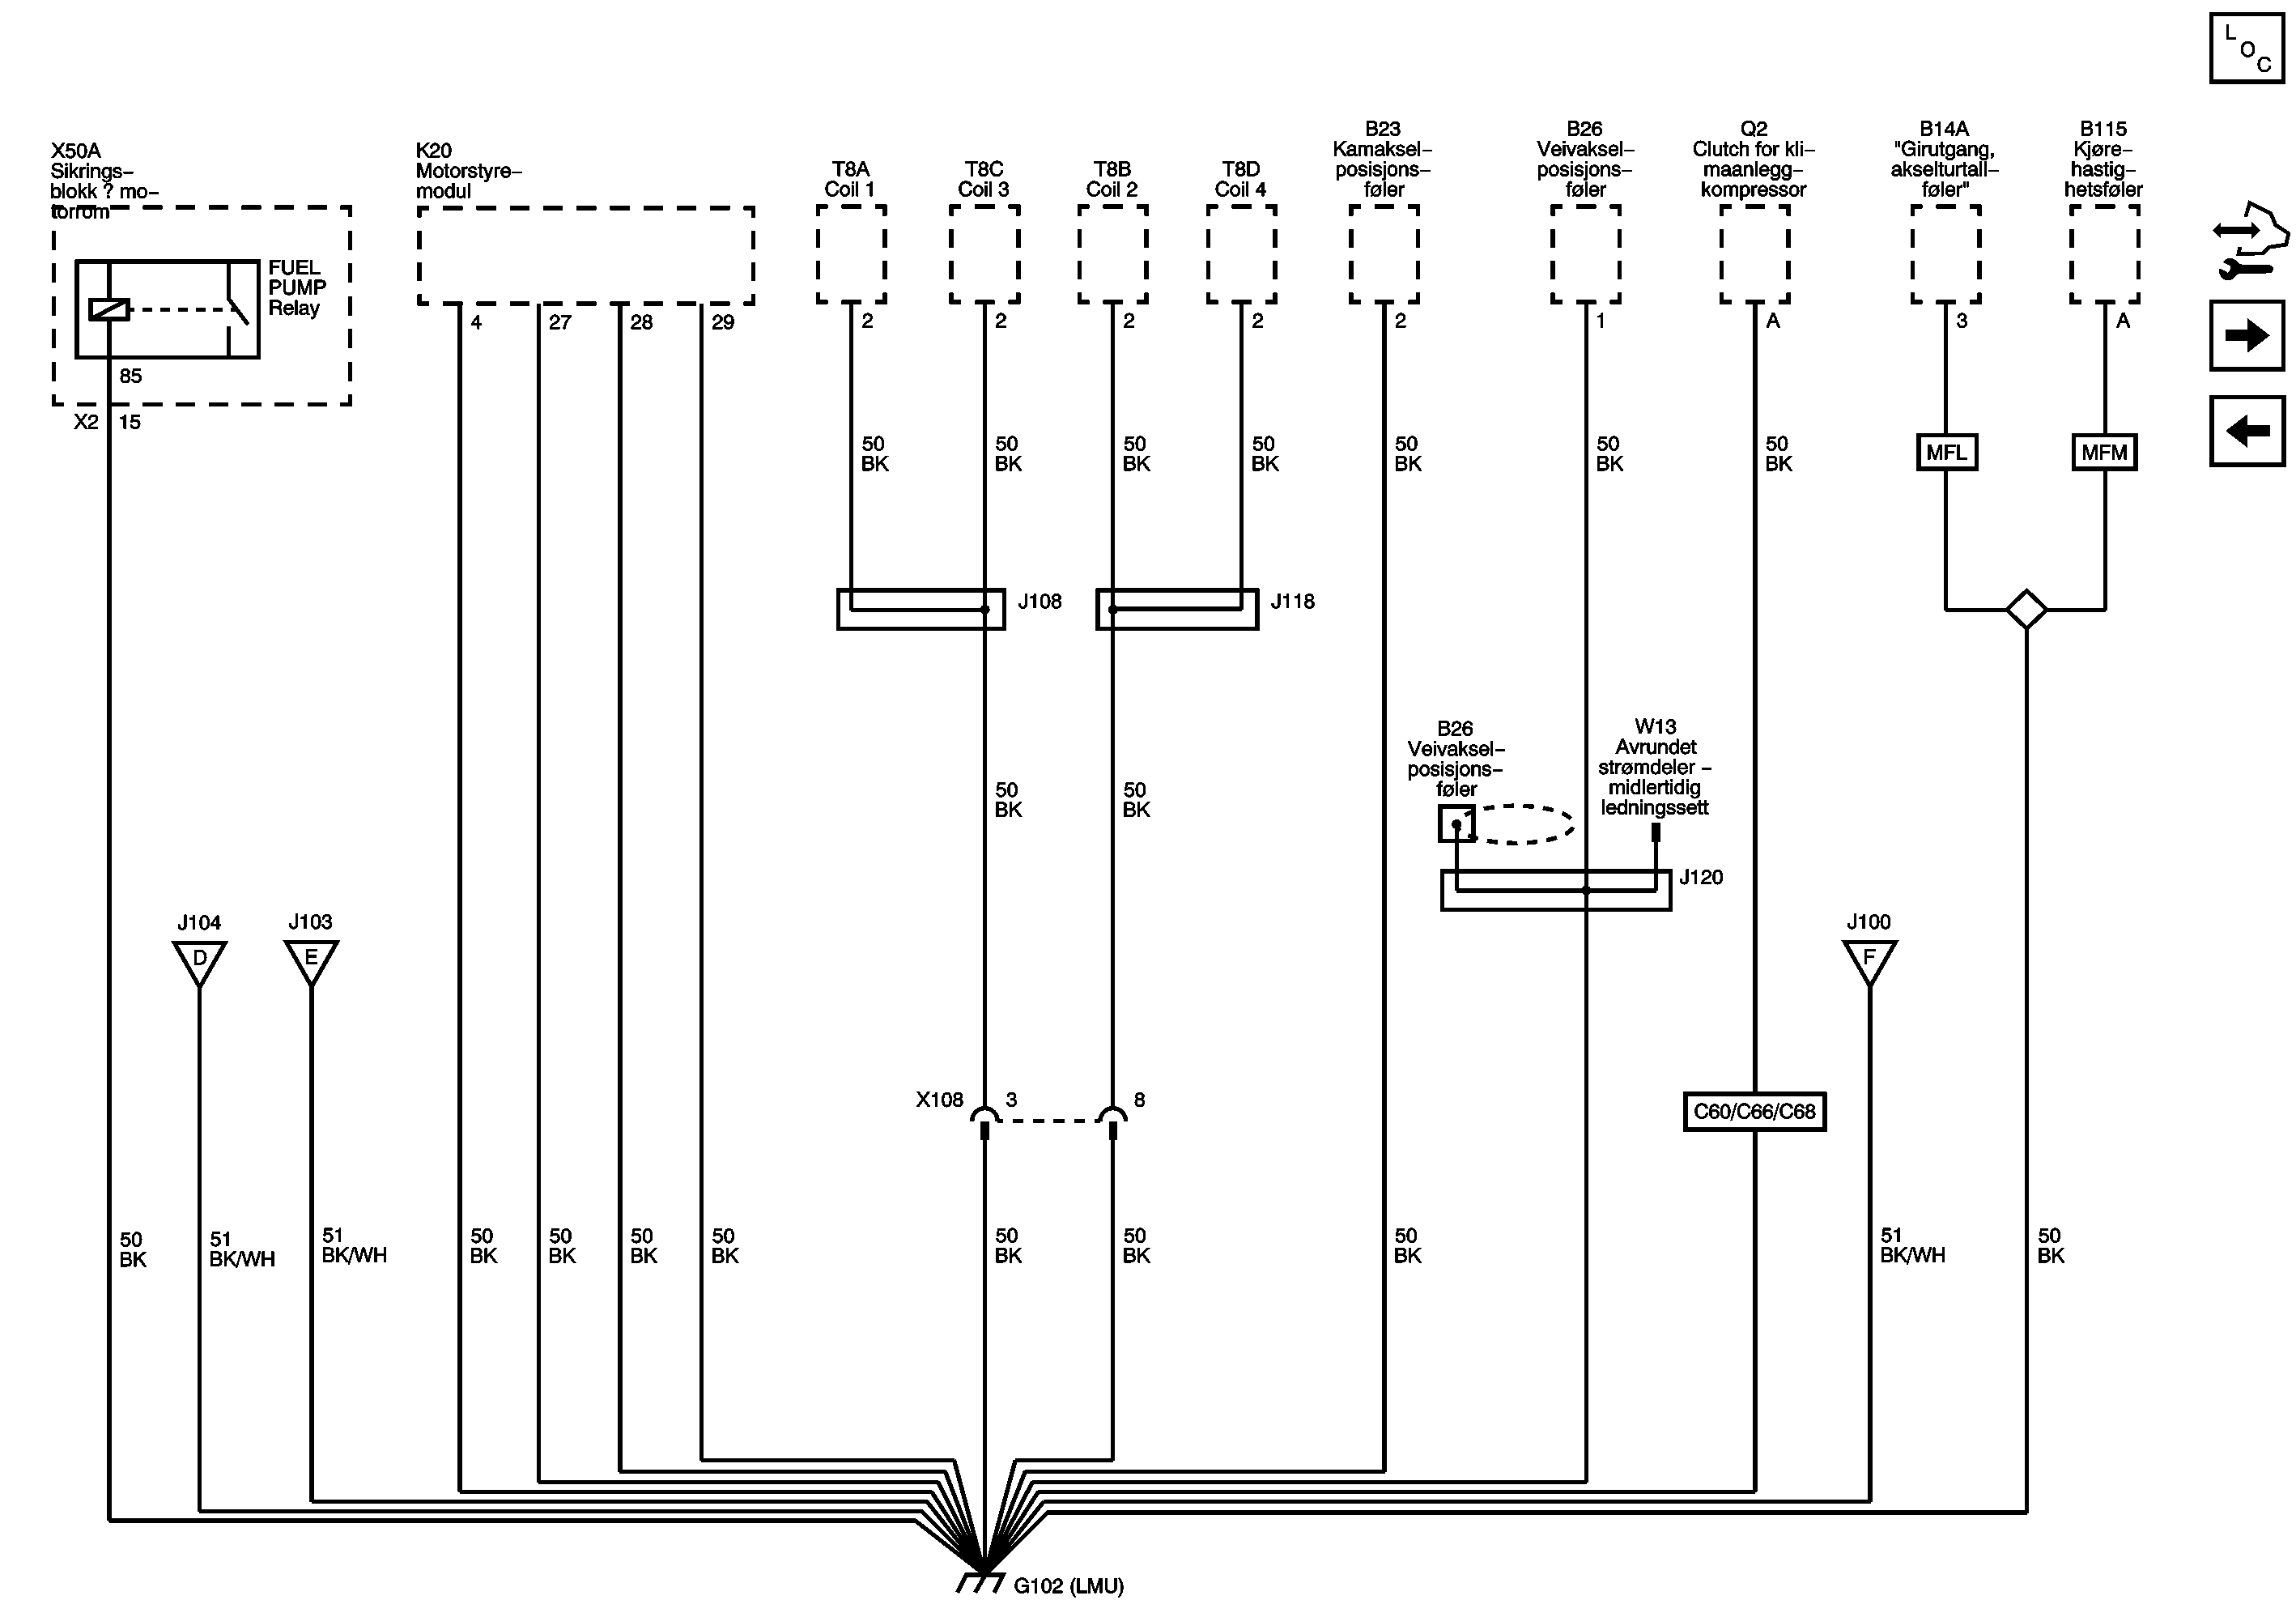 L
O
C
X50A
Sikrings–
blokk ? mo–
torrom
K20
Motorstyre–
modul
T8A
Coil 1
T8C
Coil 3
T8B
Coil 2
T8D
Coil 4
B23
Kamaksel–
posisjons–
føler
B26
Veivaksel–
posisjons–
føler
Q2
Clutch for kli–
maanlegg–
kompressor
B14A
"Girutgang,
akselturtall–
føler"
B115
Kjøre–
hastig–
hetsføler
FUEL
PUMP
Relay
85
X2
15
4
27
28
29
2
2
2
2
2
1
A
3
A
50
BK
50
BK
50
BK
50
BK
50
BK
50
BK
50
BK
MFL
MFM
J108
J118
B26
Veivaksel–
posisjons–
føler
W13
Avrundet
strømdeler –
midlertidig
ledningssett
J120
50
BK
50
BK
J104
D
J103
E
J100
F
X108
3
8
C60/C66/C68
50
BK
51
BK/WH
51
BK/WH
50
BK
50
BK
50
BK
50
BK
50
BK
50
BK
50
BK
51
BK/WH
50
BK
G102 (LMU)